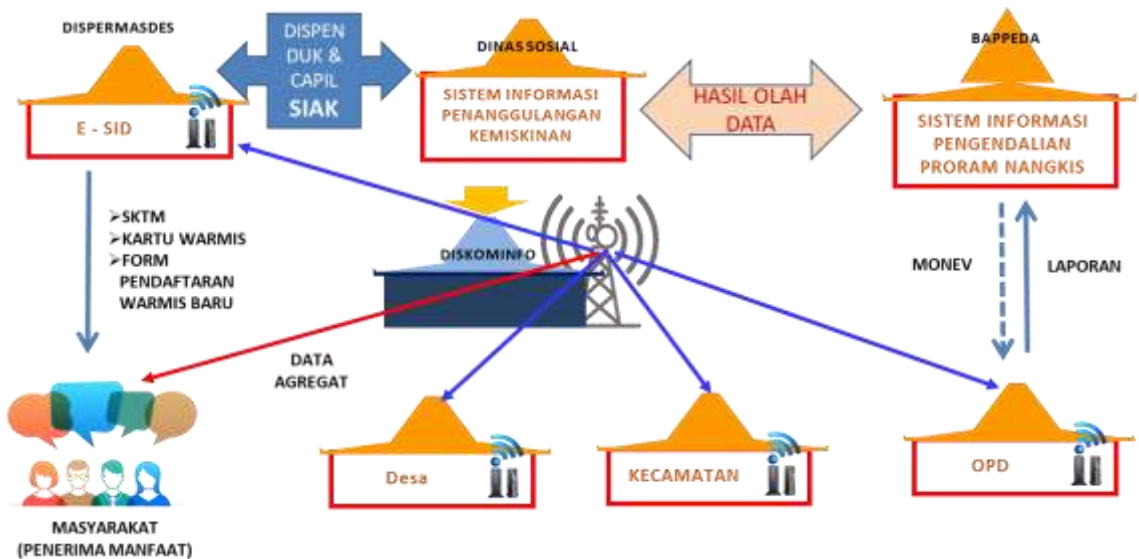 DISPERMASDES
E - SID
DISPEN
DUK &
CAPIL
SIAK
DINAS SOSIAL
SISTEM INFORMASI
PENANGGULANGAN
KEMISKINAN
HASIL OLAH
DATA
BAPPEDA
SISTEM INFORMASI
PENGENDALIAN
PRORAM NANGKIS
➢SKTM
➢KARTU WARMIS
➢FORM
PENDAFTARAN
WARMIS BARU
DISKOMINFO
MONEV
LAPORAN
DATA
AGREGAT
Desa
KECAMATAN
OPD
MASYARAKAT
(PENERIMA MANFAAT)